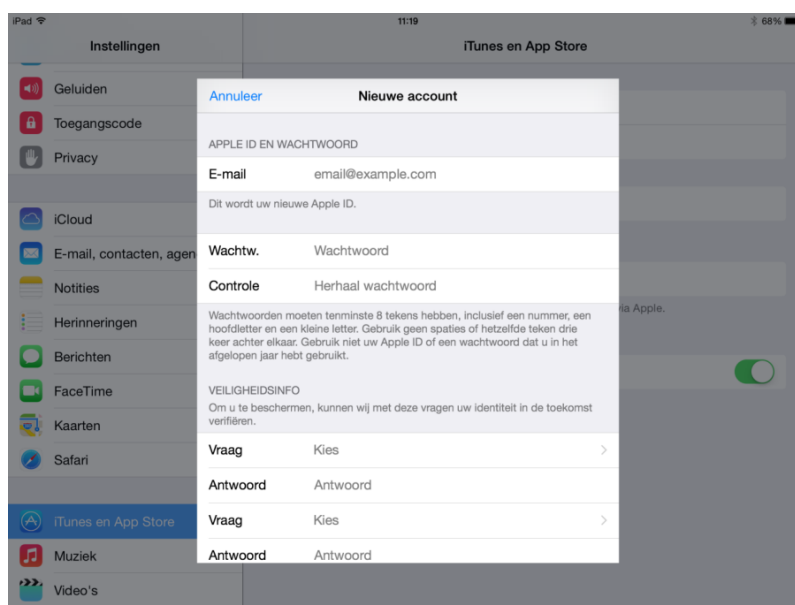 iPad 11:19 68%
Instellingen
iTunes en App Store
Geluiden
Toegangscode
Privacy
iCloud
E-mail, contacten, agen
Notities
Herinneringen
Berichten
FaceTime
Kaarten
Safari
iTunes en App Store
Muziek
Video's
Annuleer Nieuwe account
APPLE ID EN WACHTWOORD
E-mail email@example.com
Dit wordt uw nieuwe Apple ID.
Wachtw. Wachtwoord
Controle Herhaal wachtwoord
Wachtwoorden moeten tenminste 8 tekens hebben, inclusief een nummer, een
hoofdletter en een kleine letter. Gebruik geen spaties of hetzelfde teken drie
keer achter elkaar. Gebruik niet uw Apple ID of een wachtwoord dat u in het
afgelopen jaar hebt gebruikt.
VEILIGHEIDSINFO
Om u te beschermen, kunnen wij met deze vragen uw identiteit in de toekomst
verifiëren.
Vraag Kies
Antwoord Antwoord
Vraag Kies
Antwoord Antwoord
via Apple.